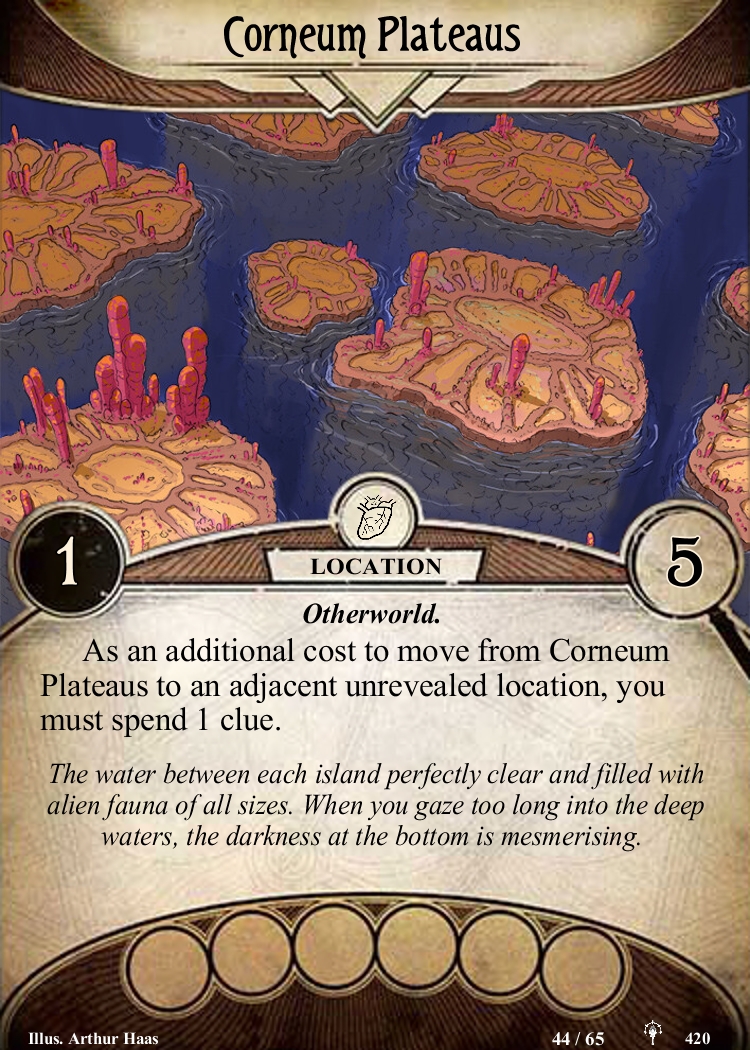 Corneum Plateaus
1
LOCATION
5
Otherworld.
As an additional cost to move from Corneum
Plateaus to an adjacent unrevealed location, you
must spend 1 clue.
The water between each island perfectly clear and filled with
alien fauna of all sizes. When you gaze too long into the deep
waters, the darkness at the bottom is mesmerising.
Illus. Arthur Haas
44 / 65
420